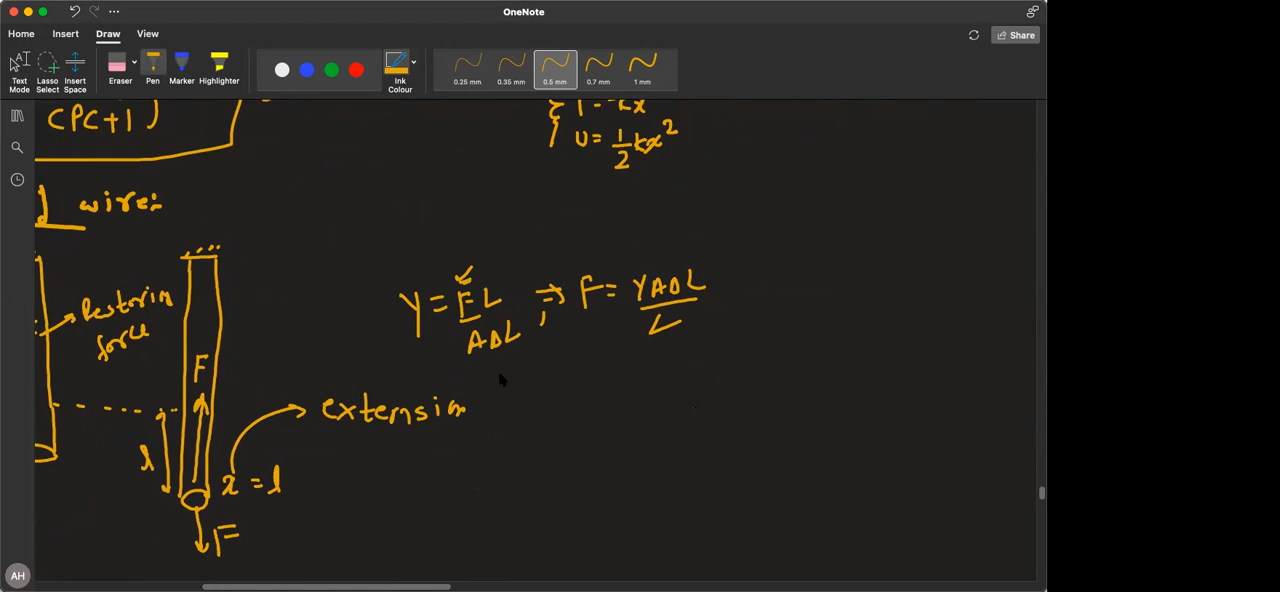 OneNote
Home Insert Draw View
Share
Text Mode
Lasso Select
Insert Space
Eraser
Pen
Marker
Highlighter
Ink Colour
0.25 mm
0.35 mm
0.5 mm
0.7 mm
1 mm
(PC+1)
U = 1/2 kx²
wire:
Restoring force
F
l
x = l
F
extension
Y = FL/AΔL, ⇒ F = YAΔL/L
AH